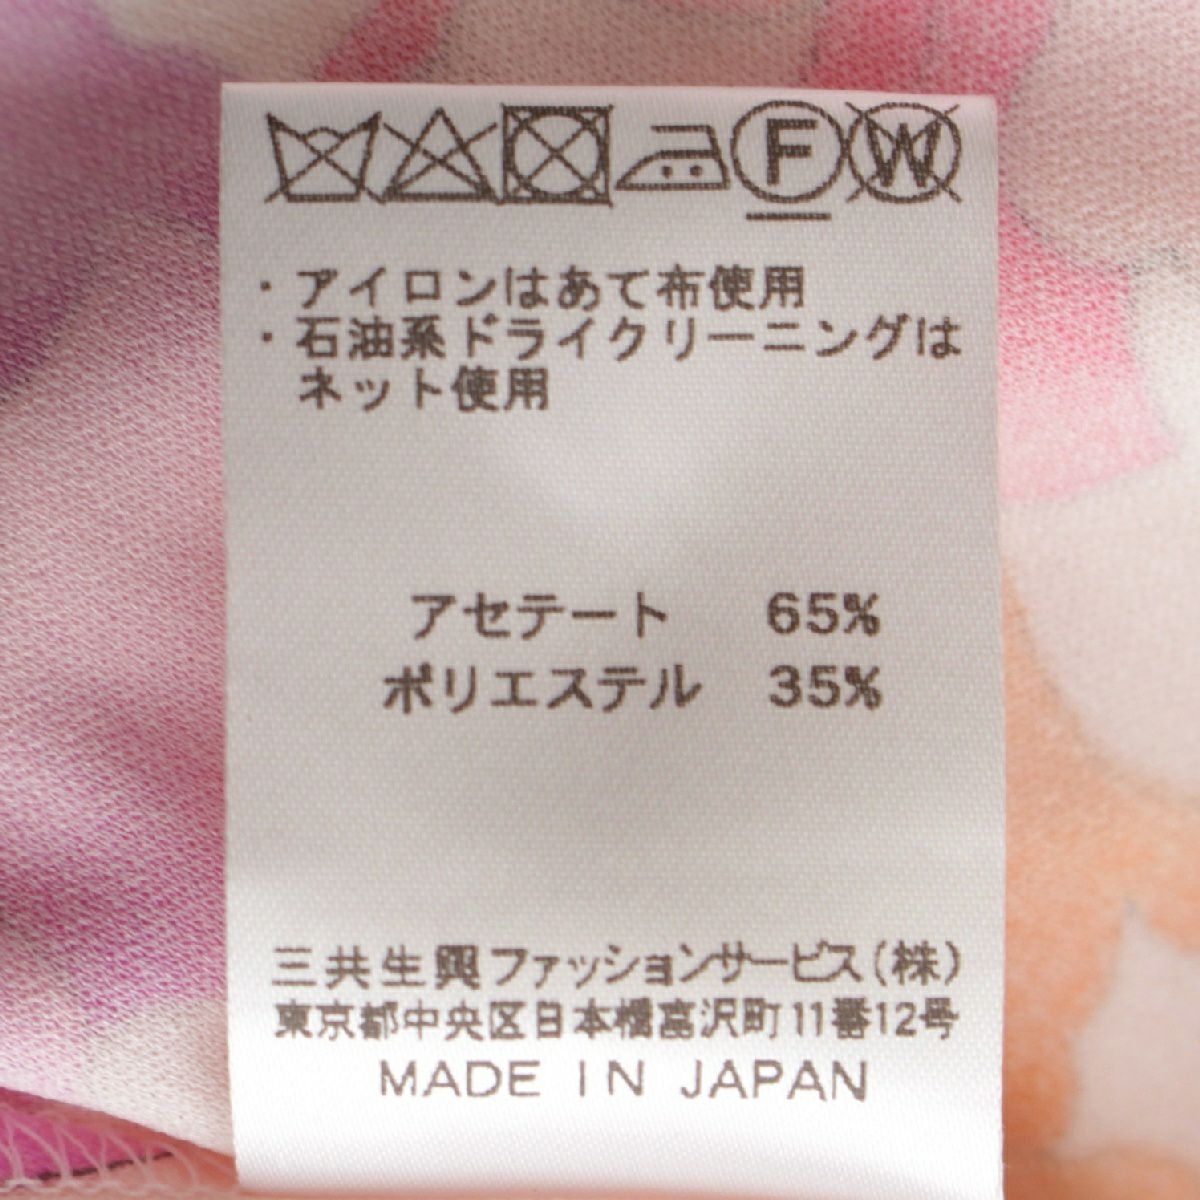 F W
・アイロンはあて布使用
・石油系ドライクリーニングは
ネット使用
アセテート 65%
ポリエステル 35%
三共生興ファッションサービス(株)
東京都中央区日本橋富沢町11番12号
MADE IN JAPAN